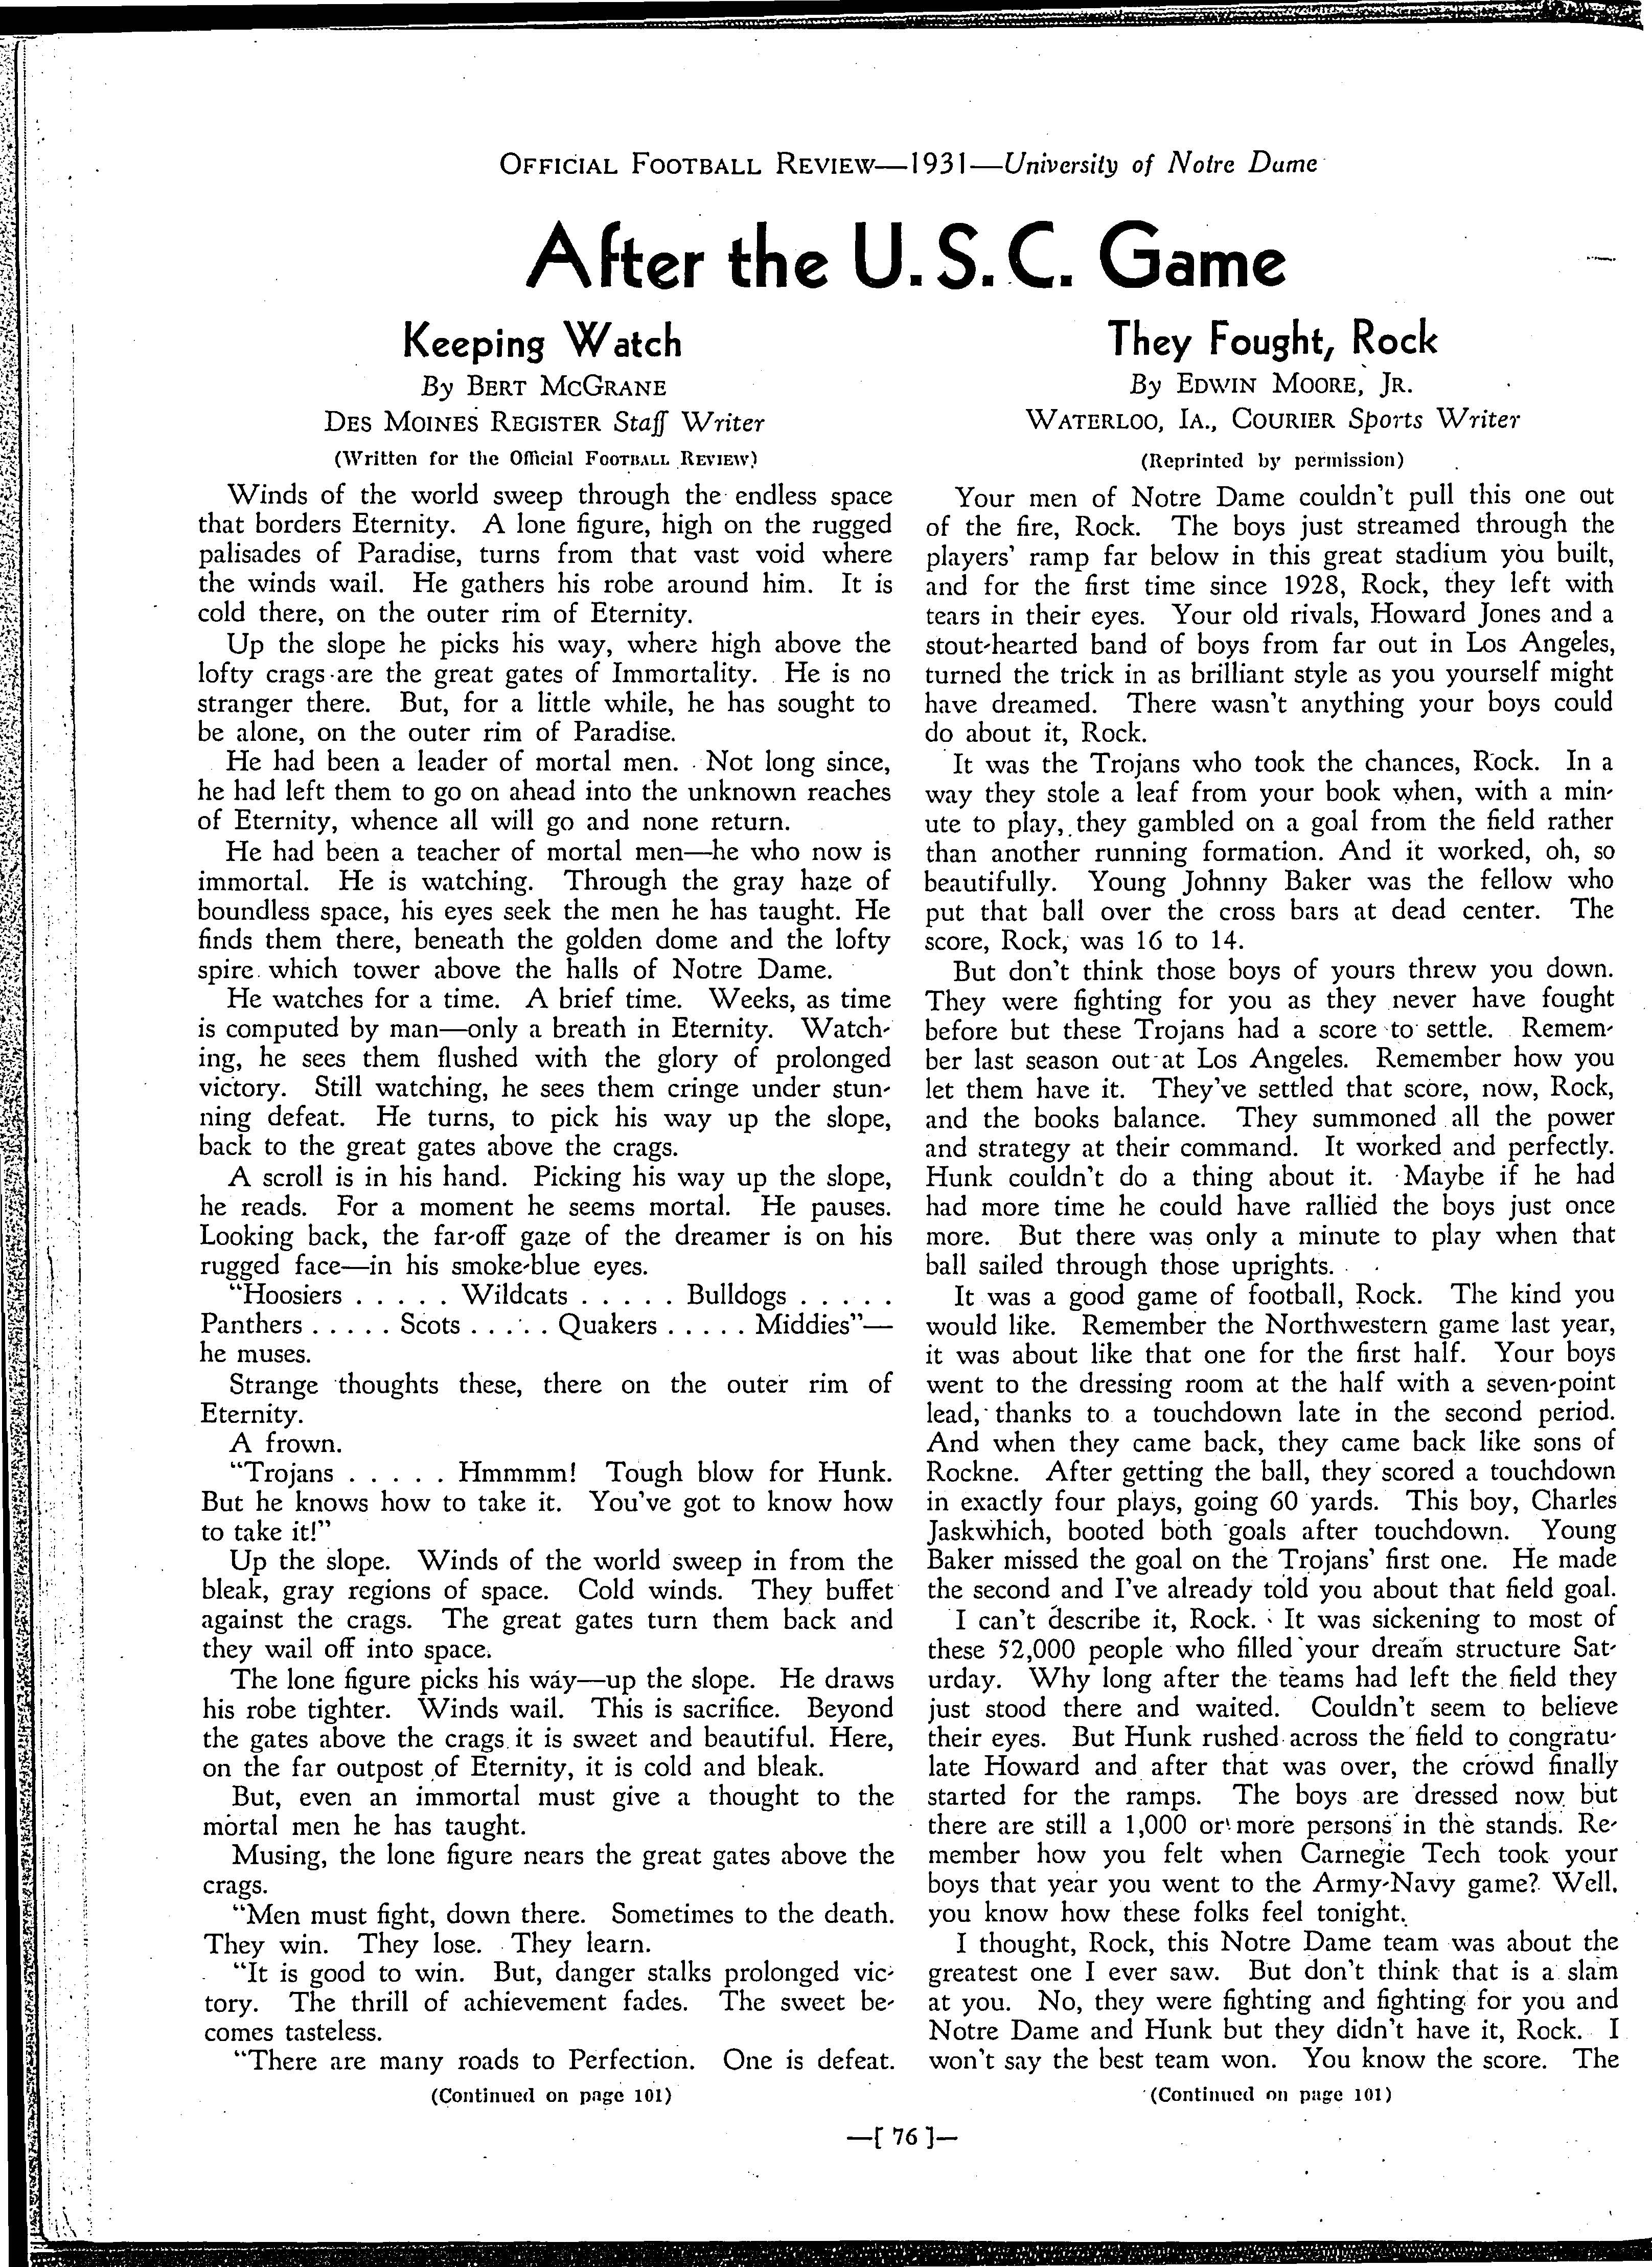 OFFICIAL FOOTBALL REVIEW—1931—University of Notre Dame
After the U.S.C. Game
Keeping Watch
By BERT MCGRANE
DES MOINES REGISTER Staff Writer
(Written for the Official FOOTBALL REVIEW)
Winds of the world sweep through the endless space
that borders Eternity. A lone figure, high on the rugged
palisades of Paradise, turns from that vast void where
the winds wail. He gathers his robe around him. It is
cold there, on the outer rim of Eternity.
Up the slope he picks his way, where high above the
lofty crags are the great gates of Immortality. He is no
stranger there. But, for a little while, he has sought to
be alone, on the outer rim of Paradise.
He had been a leader of mortal men. Not long since,
he had left them to go on ahead into the unknown reaches
of Eternity, whence all will go and none return.
He had been a teacher of mortal men—he who now is
immortal. He is watching. Through the gray haze of
boundless space, his eyes seek the men he has taught. He
finds them there, beneath the golden dome and the lofty
spire which tower above the halls of Notre Dame.
He watches for a time. A brief time. Weeks, as time
is computed by man—only a breath in Eternity. Watch-
ing, he sees them flushed with the glory of prolonged
victory. Still watching, he sees them cringe under stun-
ning defeat. He turns, to pick his way up the slope,
back to the great gates above the crags.
A scroll is in his hand. Picking his way up the slope,
he reads. For a moment he seems mortal. He pauses.
Looking back, the far-off gaze of the dreamer is on his
rugged face—in his smoke-blue eyes.
"Hoosiers . . . . . Wildcats . . . . . Bulldogs . . . . .
Panthers . . . . . Scots . . . . . Quakers . . . . . Middies"—
he muses.
Strange thoughts these, there on the outer rim of
Eternity.
A frown.
"Trojans . . . . . Hmmmm! Tough blow for Hunk.
But he knows how to take it. You've got to know how
to take it!"
Up the slope. Winds of the world sweep in from the
bleak, gray regions of space. Cold winds. They buffet
against the crags. The great gates turn them back and
they wail off into space.
The lone figure picks his way—up the slope. He draws
his robe tighter. Winds wail. This is sacrifice. Beyond
the gates above the crags it is sweet and beautiful. Here,
on the far outpost of Eternity, it is cold and bleak.
But, even an immortal must give a thought to the
mortal men he has taught.
Musing, the lone figure nears the great gates above the
crags.
"Men must fight, down there. Sometimes to the death.
They win. They lose. They learn.
"It is good to win. But, danger stalks prolonged vic-
tory. The thrill of achievement fades. The sweet be-
comes tasteless.
"There are many roads to Perfection. One is defeat.
(Continued on page 101)
They Fought, Rock
By EDWIN MOORE, JR.
WATERLOO, IA., COURIER Sports Writer
(Reprinted by permission)
Your men of Notre Dame couldn't pull this one out
of the fire, Rock. The boys just streamed through the
players' ramp far below in this great stadium you built,
and for the first time since 1928, Rock, they left with
tears in their eyes. Your old rivals, Howard Jones and a
stout-hearted band of boys from far out in Los Angeles,
turned the trick in as brilliant style as you yourself might
have dreamed. There wasn't anything your boys could
do about it, Rock.
It was the Trojans who took the chances, Rock. In a
way they stole a leaf from your book when, with a min-
ute to play, they gambled on a goal from the field rather
than another running formation. And it worked, oh, so
beautifully. Young Johnny Baker was the fellow who
put that ball over the cross bars at dead center. The
score, Rock, was 16 to 14.
But don't think those boys of yours threw you down.
They were fighting for you as they never have fought
before but these Trojans had a score to settle. Remem-
ber last season out at Los Angeles. Remember how you
let them have it. They've settled that score, now, Rock,
and the books balance. They summoned all the power
and strategy at their command. It worked and perfectly.
Hunk couldn't do a thing about it. Maybe if he had
had more time he could have rallied the boys just once
more. But there was only a minute to play when that
ball sailed through those uprights.
It was a good game of football, Rock. The kind you
would like. Remember the Northwestern game last year,
it was about like that one for the first half. Your boys
went to the dressing room at the half with a seven-point
lead, thanks to a touchdown late in the second period.
And when they came back, they came back like sons of
Rockne. After getting the ball, they scored a touchdown
in exactly four plays, going 60 yards. This boy, Charles
Jaskwhich, booted both goals after touchdown. Young
Baker missed the goal on the Trojans' first one. He made
the second and I've already told you about that field goal.
I can't describe it, Rock. It was sickening to most of
these 52,000 people who filled your dream structure Sat-
urday. Why long after the teams had left the field they
just stood there and waited. Couldn't seem to believe
their eyes. But Hunk rushed across the field to congratu-
late Howard and after that was over, the crowd finally
started for the ramps. The boys are dressed now but
there are still a 1,000 or more persons in the stands. Re-
member how you felt when Carnegie Tech took your
boys that year you went to the Army-Navy game? Well,
you know how these folks feel tonight.
I thought, Rock, this Notre Dame team was about the
greatest one I ever saw. But don't think that is a slam
at you. No, they were fighting and fighting for you and
Notre Dame and Hunk but they didn't have it, Rock. I
won't say the best team won. You know the score. The
(Continued on page 101)
—[ 76 ]—